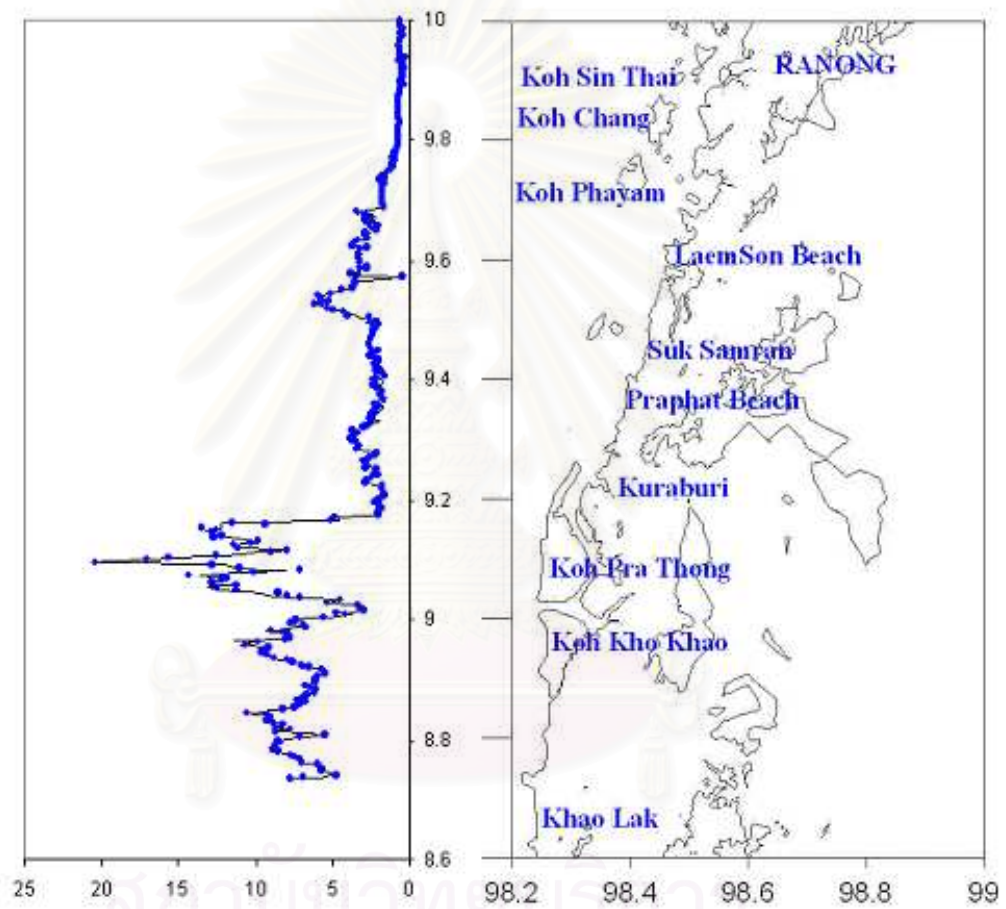 10
Koh Sin Thai
RANONG
Koh Chang
9.8
Koh Phayam
LaemSon Beach
9.6
Suk Samran
9.4
Praphat Beach
Kuraburi
9.2
Koh Pra Thong
9
Koh Kho Khao
8.8
Khao Lak
8.6
25 20 15 10 5 0 98.2 98.4 98.6 98.8 99